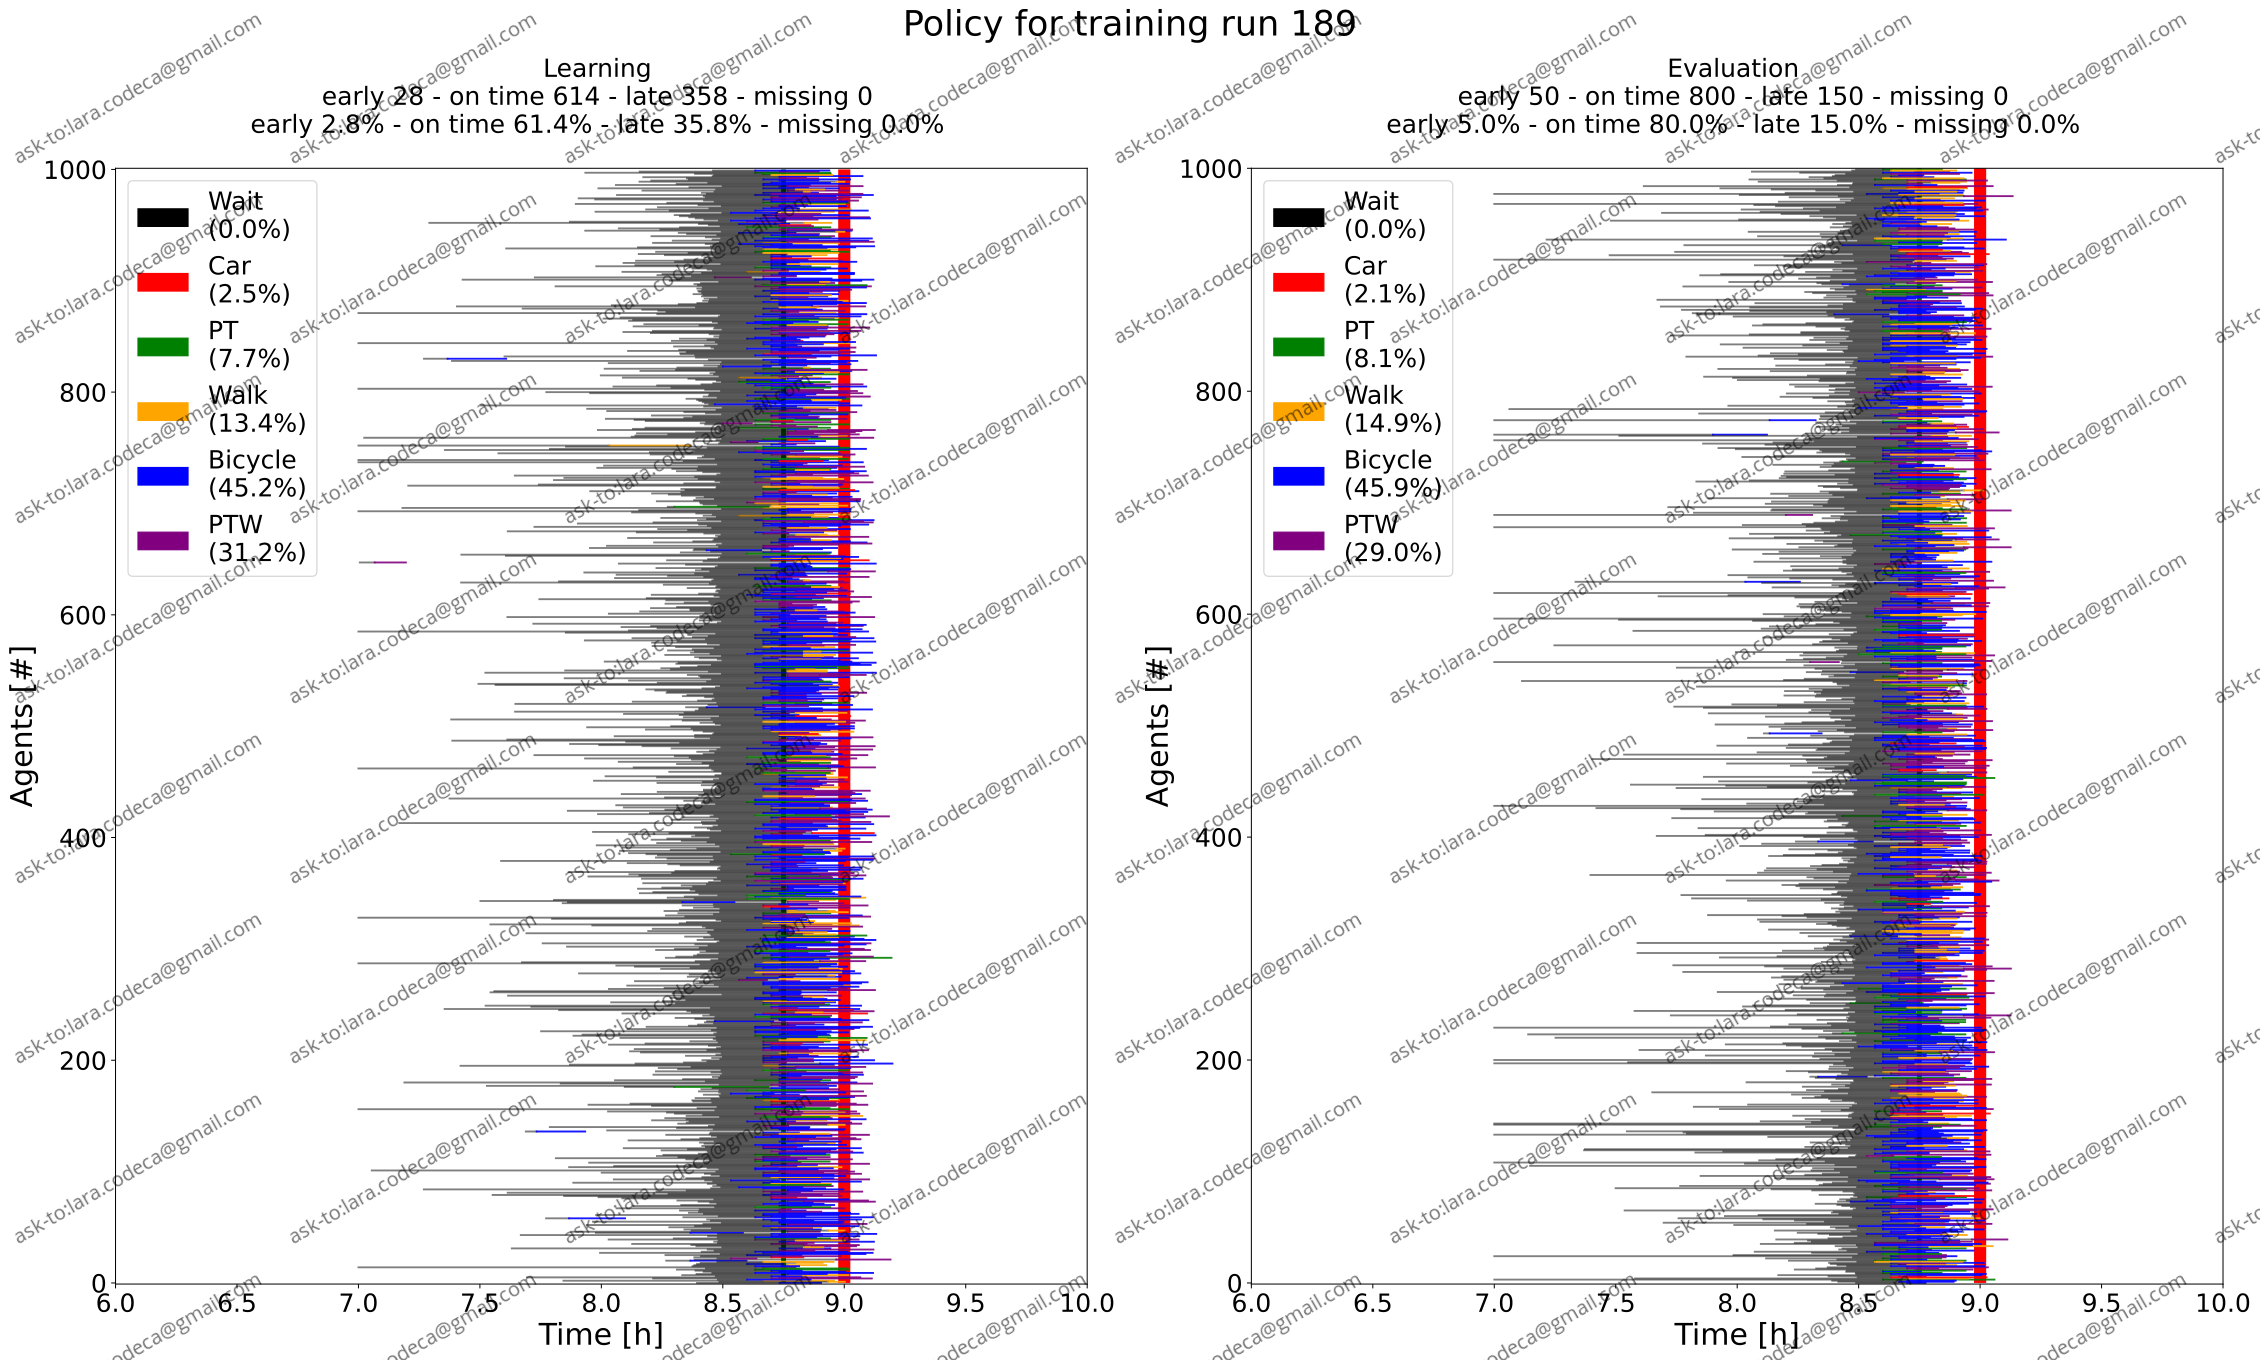 Policy for training run 189
Learning
early 28 - on time 614 - late 358 - missing 0
early 2.8% - on time 61.4% - late 35.8% - missing 0.0%
Evaluation
early 50 - on time 800 - late 150 - missing 0
early 5.0% - on time 80.0% - late 15.0% - missing 0.0%
Agents [#]
1000
800
600
400
200
0
Wait
(0.0%)
Car
(2.5%)
PT
(7.7%)
Walk
(13.4%)
Bicycle
(45.2%)
PTW
(31.2%)
6.0 6.5 7.0 7.5 8.0 8.5 9.0 9.5 10.0
Time [h]
Agents [#]
1000
800
600
400
200
0
Wait
(0.0%)
Car
(2.1%)
PT
(8.1%)
Walk
(14.9%)
Bicycle
(45.9%)
PTW
(29.0%)
6.0 6.5 7.0 7.5 8.0 8.5 9.0 9.5 10.0
Time [h]
ask-to:lara.codeca@gmail.com